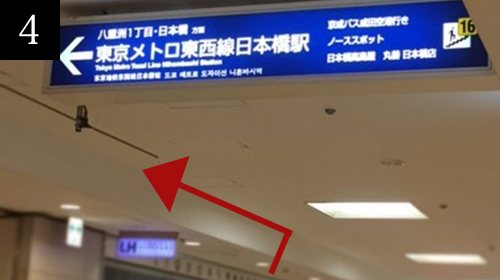 4
八重洲1丁目・日本橋 方面
東京メトロ東西線日本橋駅
Tokyo Metro Tozai Line Nihombashi Station
京成バス成田空港行き
ノーススポット
日本橋髙島屋 丸善 日本橋店
16